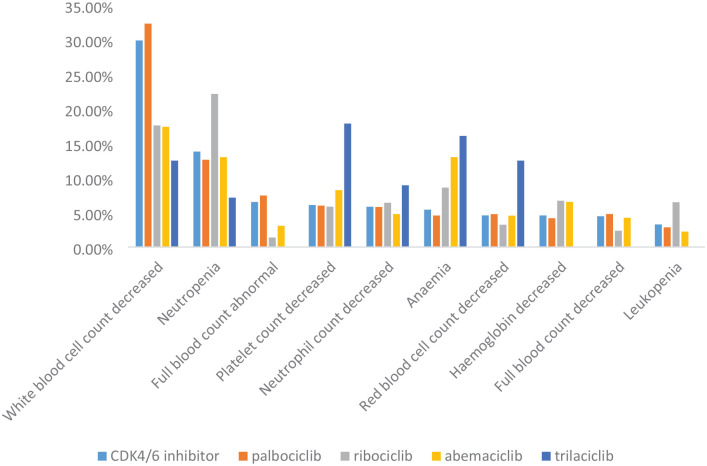 35.00%
30.00%
25.00%
20.00%
15.00%
10.00%
5.00%
0.00%
White blood cell count decreased
Neutropenia
Full blood count abnormal
Platelet count decreased
Neutrophil count decreased
Anaemia
Red blood cell count decreased
Haemoglobin decreased
Full blood count decreased
Leukopenia
CDK4/6 inhibitor palbociclib ribociclib abemaciclib trilaciclib